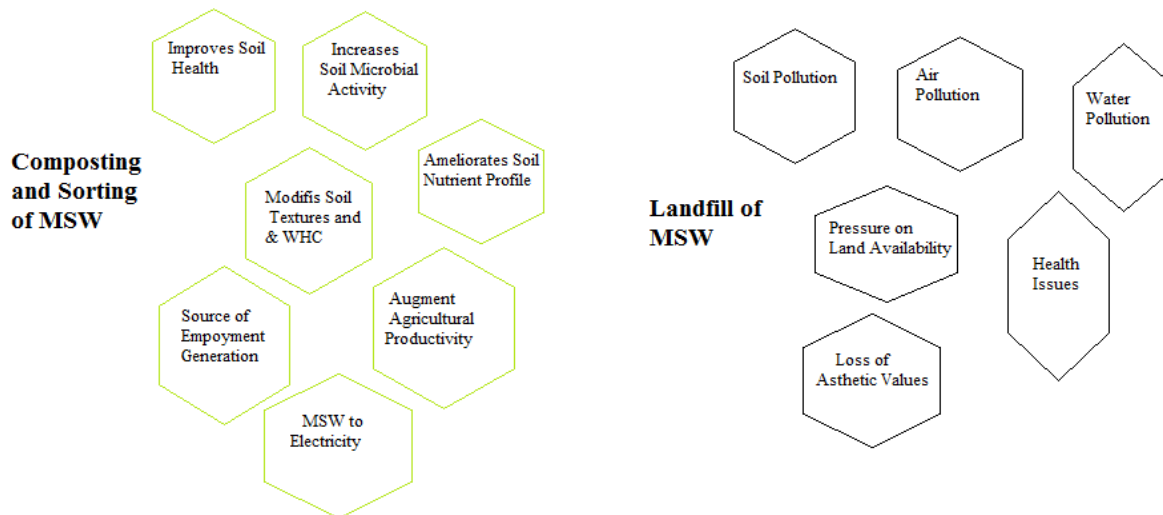 Composting
and Sorting
of MSW
Improves Soil
Health
Increases
Soil Microbial
Activity
Ameliorates Soil
Nutrient Profile
Modifis Soil
Textures and
& WHC
Source of
Empoyment
Generation
Augment
Agricultural
Productivity
MSW to
Electricity
Landfill of
MSW
Soil Pollution
Air
Pollution
Water
Pollution
Pressure on
Land Availability
Health
Issues
Loss of
Asthetic Values